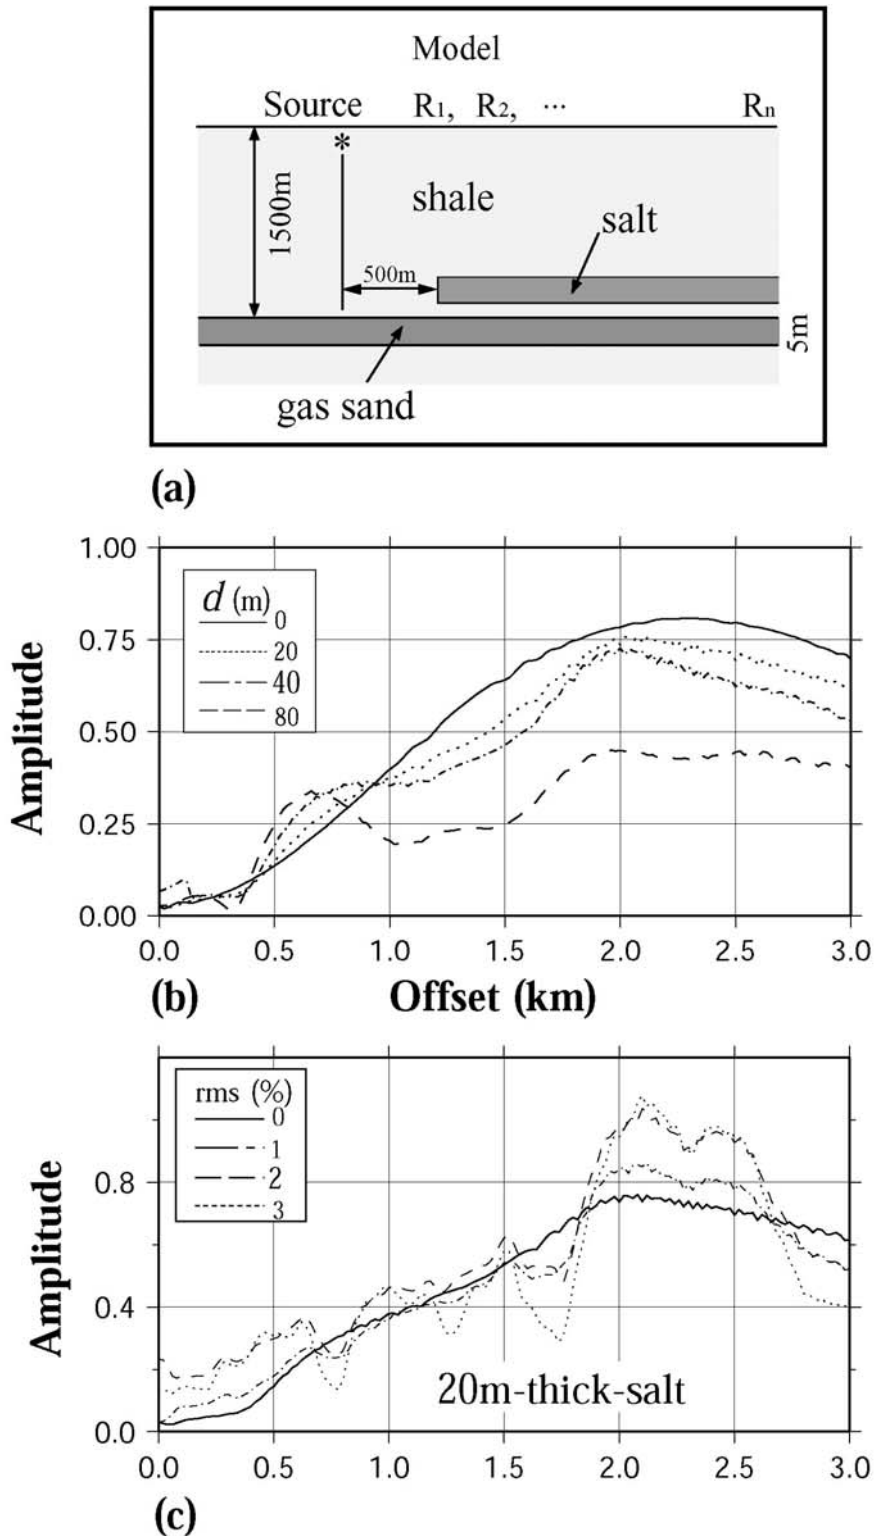 Model
Source R1, R2, ... Rn
*
1500m
shale
salt
500m
5m
gas sand
(a)
1.00
0.75
0.50
0.25
0.00
Amplitude
d (m)
0
20
40
80
0.0 0.5 1.0 1.5 2.0 2.5 3.0
(b) Offset (km)
rms (%)
0
1
2
3
0.8
0.4
0.0
Amplitude
20m-thick-salt
0.0 0.5 1.0 1.5 2.0 2.5 3.0
(c)